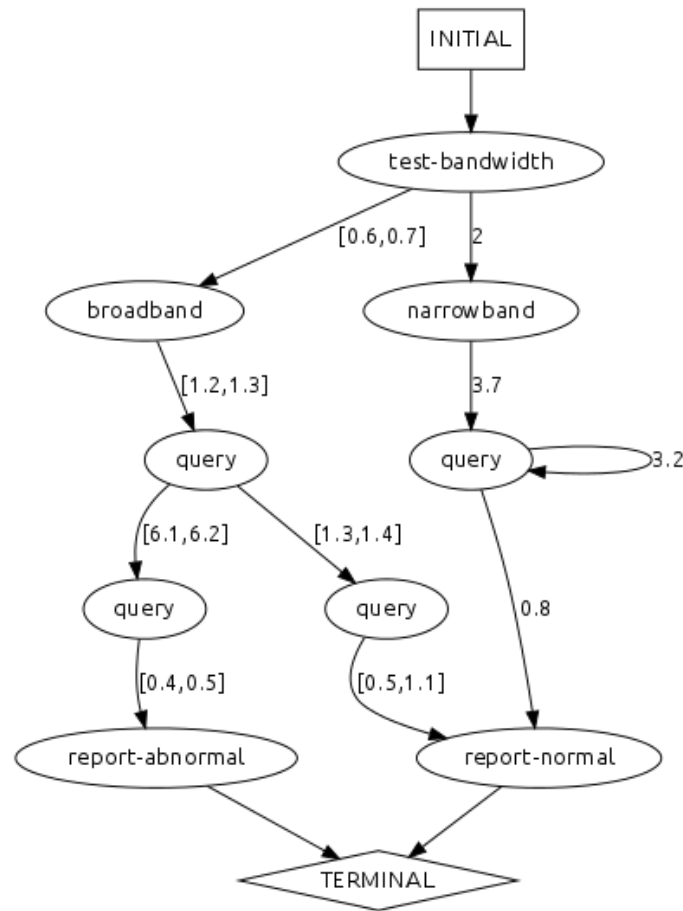 INITIAL
test-bandwidth
[0.6,0.7]
2
broadband
narrowband
[1.2,1.3]
3.7
query
query
3.2
[6.1,6.2]
[1.3,1.4]
query
query
0.8
[0.4,0.5]
[0.5,1.1]
report-abnormal
report-normal
TERMINAL